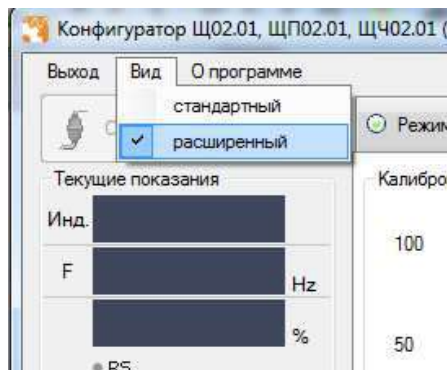 Конфигуратор Щ02.01, ЩП02.01, ЩЧ02.01 (
Выход Вид О программе
стандартный
расширенный
Режим
Текущие показания
Калибро
Инд.
100
F
Hz
%
50
RS